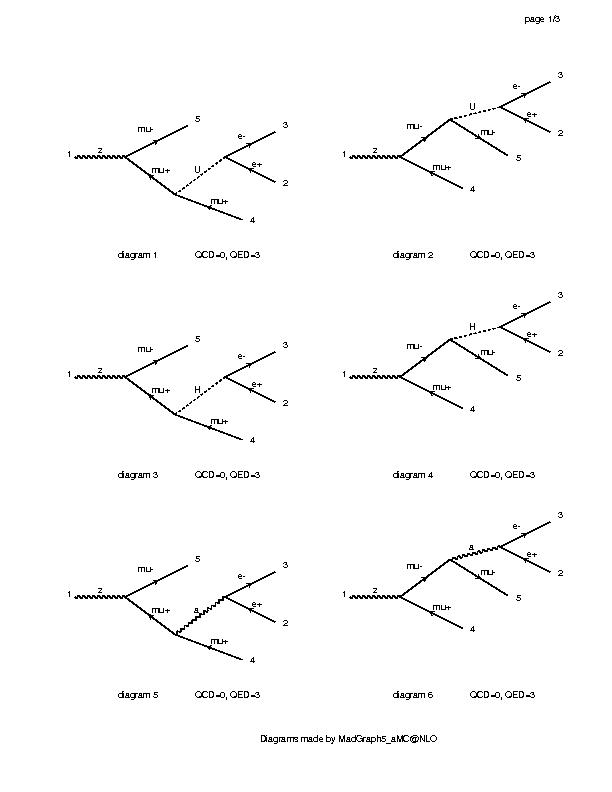 page 1/3
1 z mu- 5 mu+ U e- 3 e+ 2 mu+ 4
diagram 1 QCD=0, QED=3
1 z mu- U e- 3 e+ 2 mu- 5 mu+ 4
diagram 2 QCD=0, QED=3
1 z mu- 5 mu+ H e- 3 e+ 2 mu+ 4
diagram 3 QCD=0, QED=3
1 z mu- H e- 3 e+ 2 mu- 5 mu+ 4
diagram 4 QCD=0, QED=3
1 z mu- 5 mu+ a e- 3 e+ 2 mu+ 4
diagram 5 QCD=0, QED=3
1 z mu- a e- 3 e+ 2 mu- 5 mu+ 4
diagram 6 QCD=0, QED=3
Diagrams made by MadGraph5_aMC@NLO